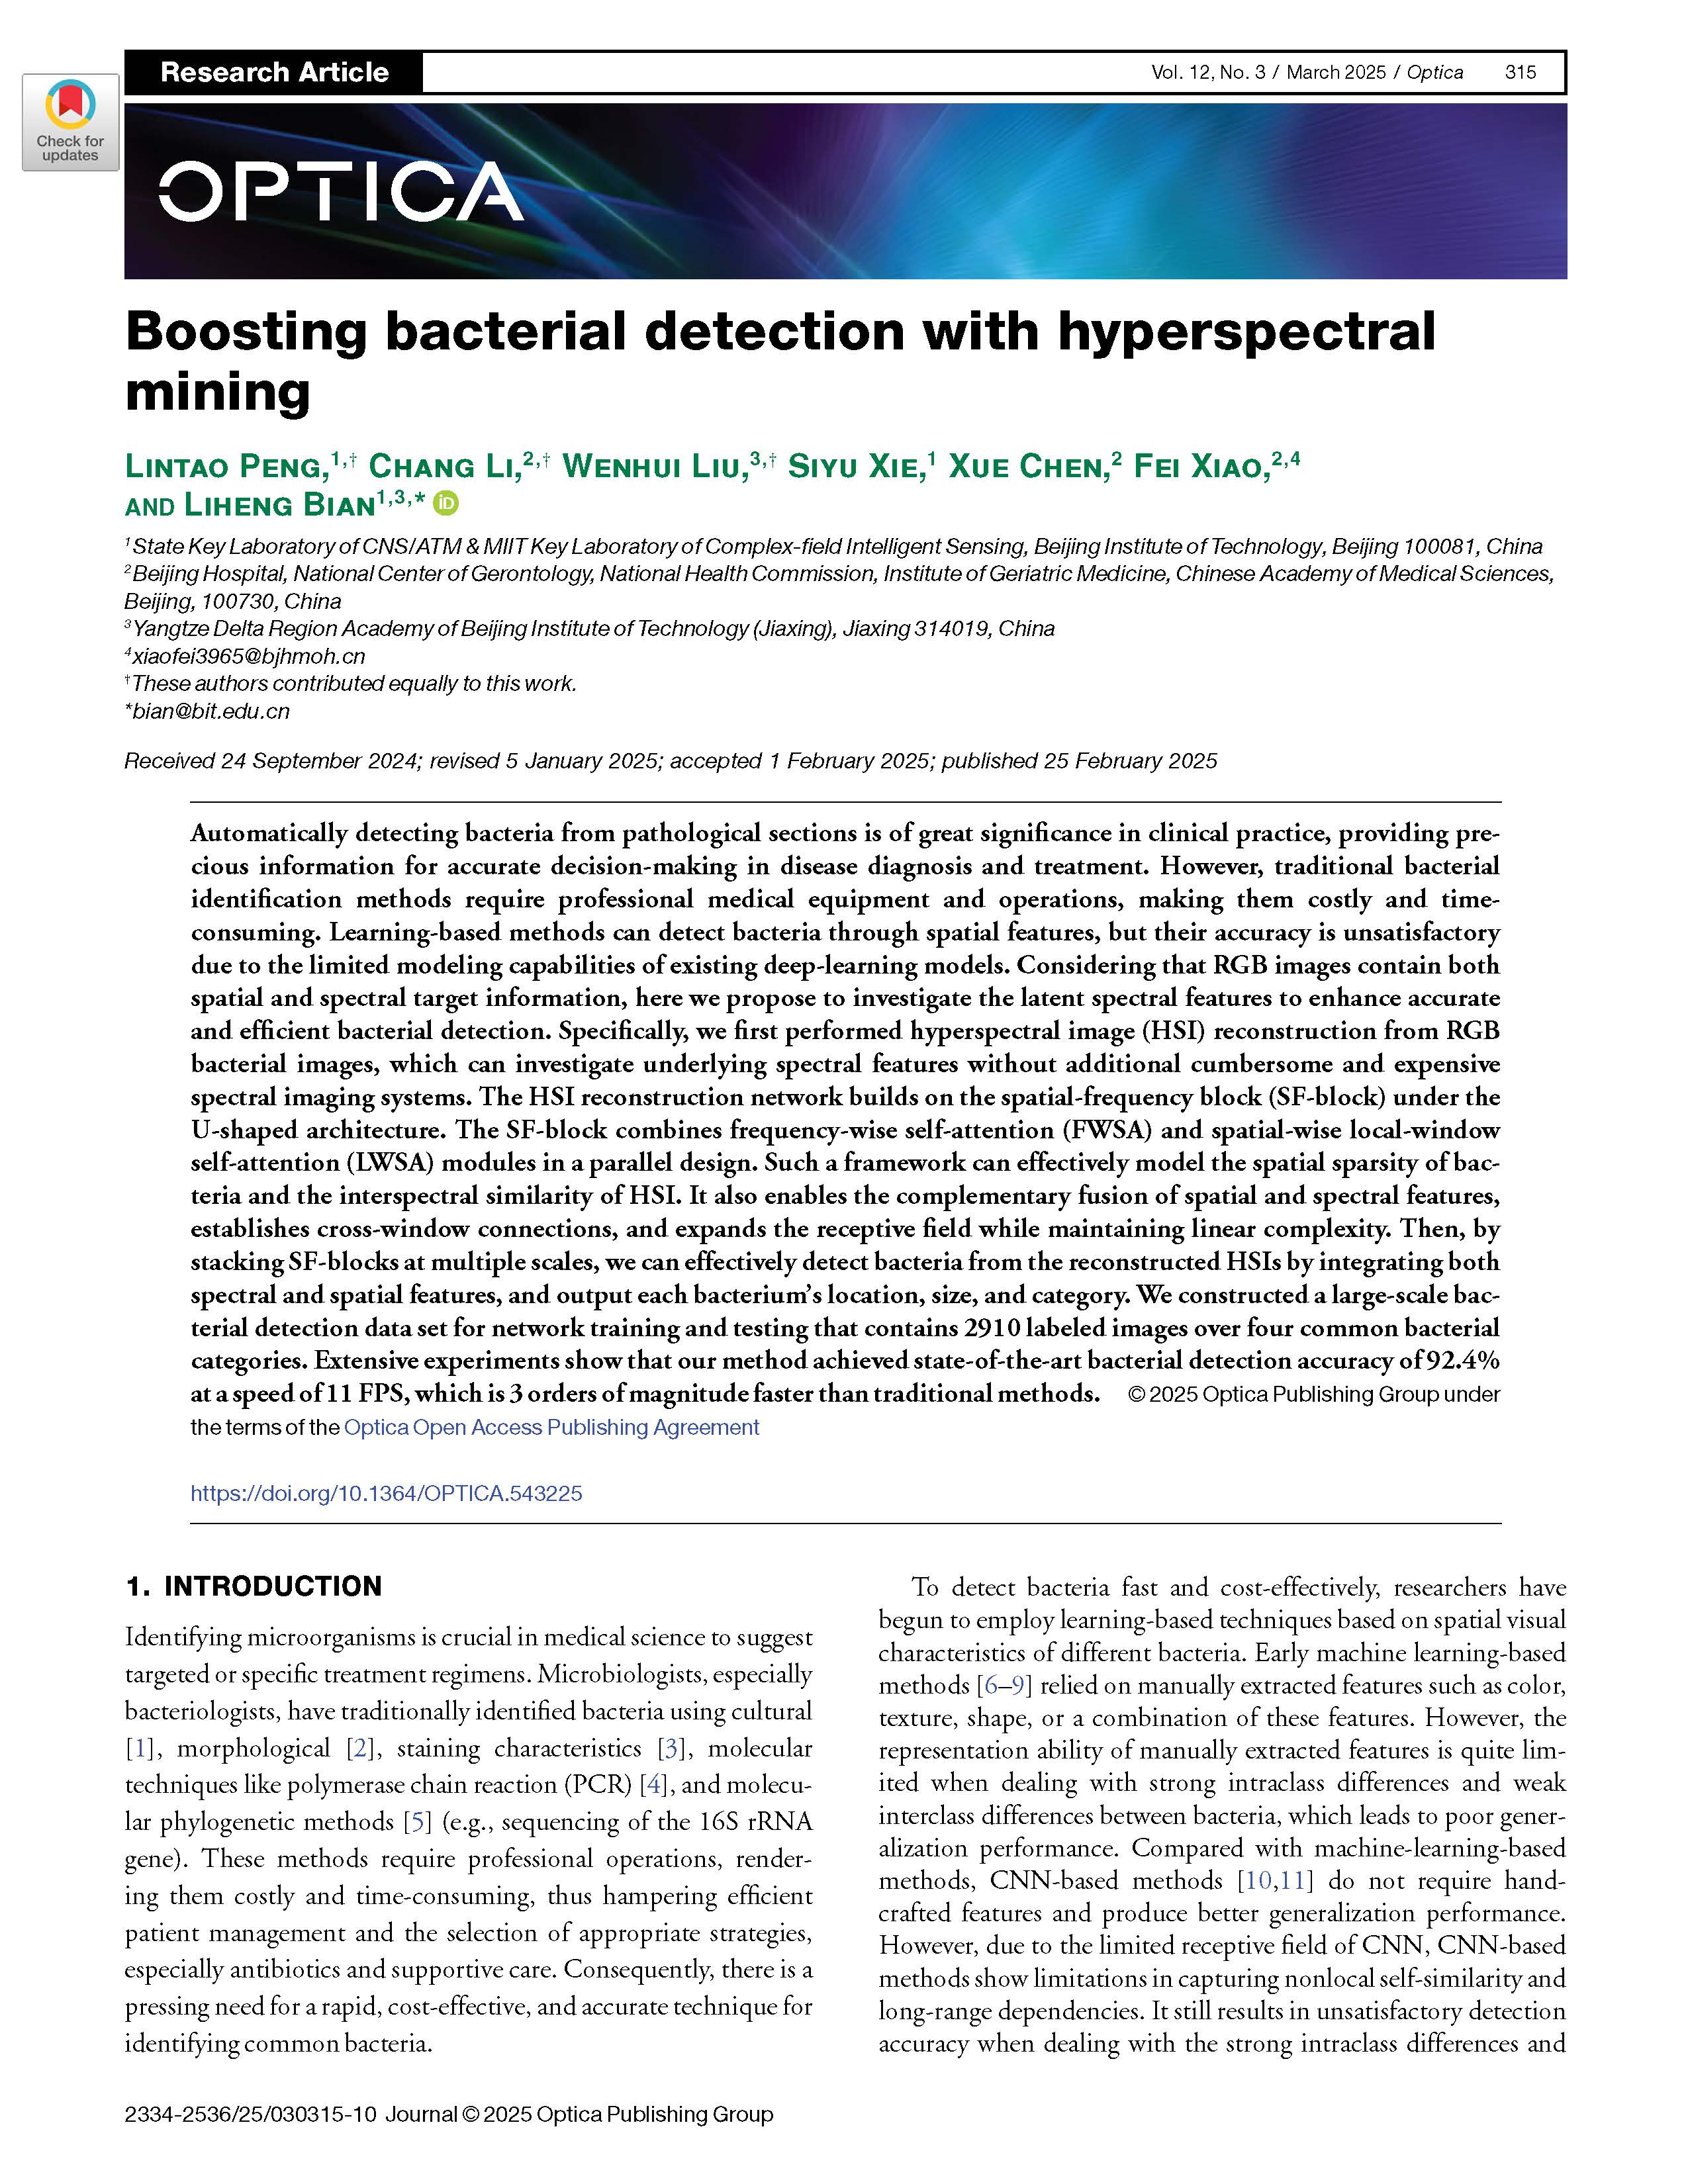 Research Article
Vol. 12, No. 3 / March 2025 / Optica 315
Check for
updates
OPTICA
Boosting bacterial detection with hyperspectral
mining
Lintao Peng,1,† Chang Li,2,† Wenhui Liu,3,† Siyu Xie,1 Xue Chen,2 Fei Xiao,2,4
and Liheng Bian1,3,* iD
1State Key Laboratory of CNS/ATM & MIIT Key Laboratory of Complex-field Intelligent Sensing, Beijing Institute of Technology, Beijing 100081, China
2Beijing Hospital, National Center of Gerontology, National Health Commission, Institute of Geriatric Medicine, Chinese Academy of Medical Sciences,
Beijing, 100730, China
3Yangtze Delta Region Academy of Beijing Institute of Technology (Jiaxing), Jiaxing 314019, China
4xiaofei3965@bjhmoh.cn
†These authors contributed equally to this work.
*bian@bit.edu.cn
Received 24 September 2024; revised 5 January 2025; accepted 1 February 2025; published 25 February 2025
Automatically detecting bacteria from pathological sections is of great significance in clinical practice, providing pre-
cious information for accurate decision-making in disease diagnosis and treatment. However, traditional bacterial
identification methods require professional medical equipment and operations, making them costly and time-
consuming. Learning-based methods can detect bacteria through spatial features, but their accuracy is unsatisfactory
due to the limited modeling capabilities of existing deep-learning models. Considering that RGB images contain both
spatial and spectral target information, here we propose to investigate the latent spectral features to enhance accurate
and efficient bacterial detection. Specifically, we first performed hyperspectral image (HSI) reconstruction from RGB
bacterial images, which can investigate underlying spectral features without additional cumbersome and expensive
spectral imaging systems. The HSI reconstruction network builds on the spatial-frequency block (SF-block) under the
U-shaped architecture. The SF-block combines frequency-wise self-attention (FWSA) and spatial-wise local-window
self-attention (LWSA) modules in a parallel design. Such a framework can effectively model the spatial sparsity of bac-
teria and the interspectral similarity of HSI. It also enables the complementary fusion of spatial and spectral features,
establishes cross-window connections, and expands the receptive field while maintaining linear complexity. Then, by
stacking SF-blocks at multiple scales, we can effectively detect bacteria from the reconstructed HSIs by integrating both
spectral and spatial features, and output each bacterium's location, size, and category. We constructed a large-scale bac-
terial detection data set for network training and testing that contains 2910 labeled images over four common bacterial
categories. Extensive experiments show that our method achieved state-of-the-art bacterial detection accuracy of 92.4%
at a speed of 11 FPS, which is 3 orders of magnitude faster than traditional methods. © 2025 Optica Publishing Group under
the terms of the Optica Open Access Publishing Agreement
https://doi.org/10.1364/OPTICA.543225
1. INTRODUCTION
Identifying microorganisms is crucial in medical science to suggest
targeted or specific treatment regimens. Microbiologists, especially
bacteriologists, have traditionally identified bacteria using cultural
[1], morphological [2], staining characteristics [3], molecular
techniques like polymerase chain reaction (PCR) [4], and molecu-
lar phylogenetic methods [5] (e.g., sequencing of the 16S rRNA
gene). These methods require professional operations, render-
ing them costly and time-consuming, thus hampering efficient
patient management and the selection of appropriate strategies,
especially antibiotics and supportive care. Consequently, there is a
pressing need for a rapid, cost-effective, and accurate technique for
identifying common bacteria.
To detect bacteria fast and cost-effectively, researchers have
begun to employ learning-based techniques based on spatial visual
characteristics of different bacteria. Early machine learning-based
methods [6–9] relied on manually extracted features such as color,
texture, shape, or a combination of these features. However, the
representation ability of manually extracted features is quite lim-
ited when dealing with strong intraclass differences and weak
interclass differences between bacteria, which leads to poor gener-
alization performance. Compared with machine-learning-based
methods, CNN-based methods [10,11] do not require hand-
crafted features and produce better generalization performance.
However, due to the limited receptive field of CNN, CNN-based
methods show limitations in capturing nonlocal self-similarity and
long-range dependencies. It still results in unsatisfactory detection
accuracy when dealing with the strong intraclass differences and
2334-2536/25/030315-10 Journal © 2025 Optica Publishing Group